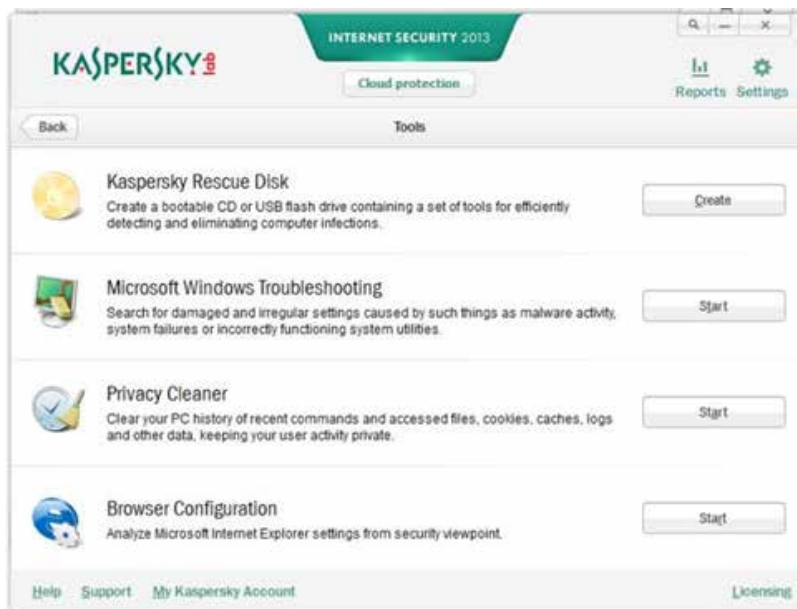 INTERNET SECURITY 2013
KASPERSKY lab
Cloud protection
Reports Settings
Back
Tools
Kaspersky Rescue Disk
Create a bootable CD or USB flash drive containing a set of tools for efficiently
detecting and eliminating computer infections.
Create
Microsoft Windows Troubleshooting
Search for damaged and irregular settings caused by such things as malware activity,
system failures or incorrectly functioning system utilities.
Start
Privacy Cleaner
Clear your PC history of recent commands and accessed files, cookies, caches, logs
and other data, keeping your user activity private.
Start
Browser Configuration
Analyze Microsoft Internet Explorer settings from security viewpoint.
Start
Help Support My Kaspersky Account Licensing